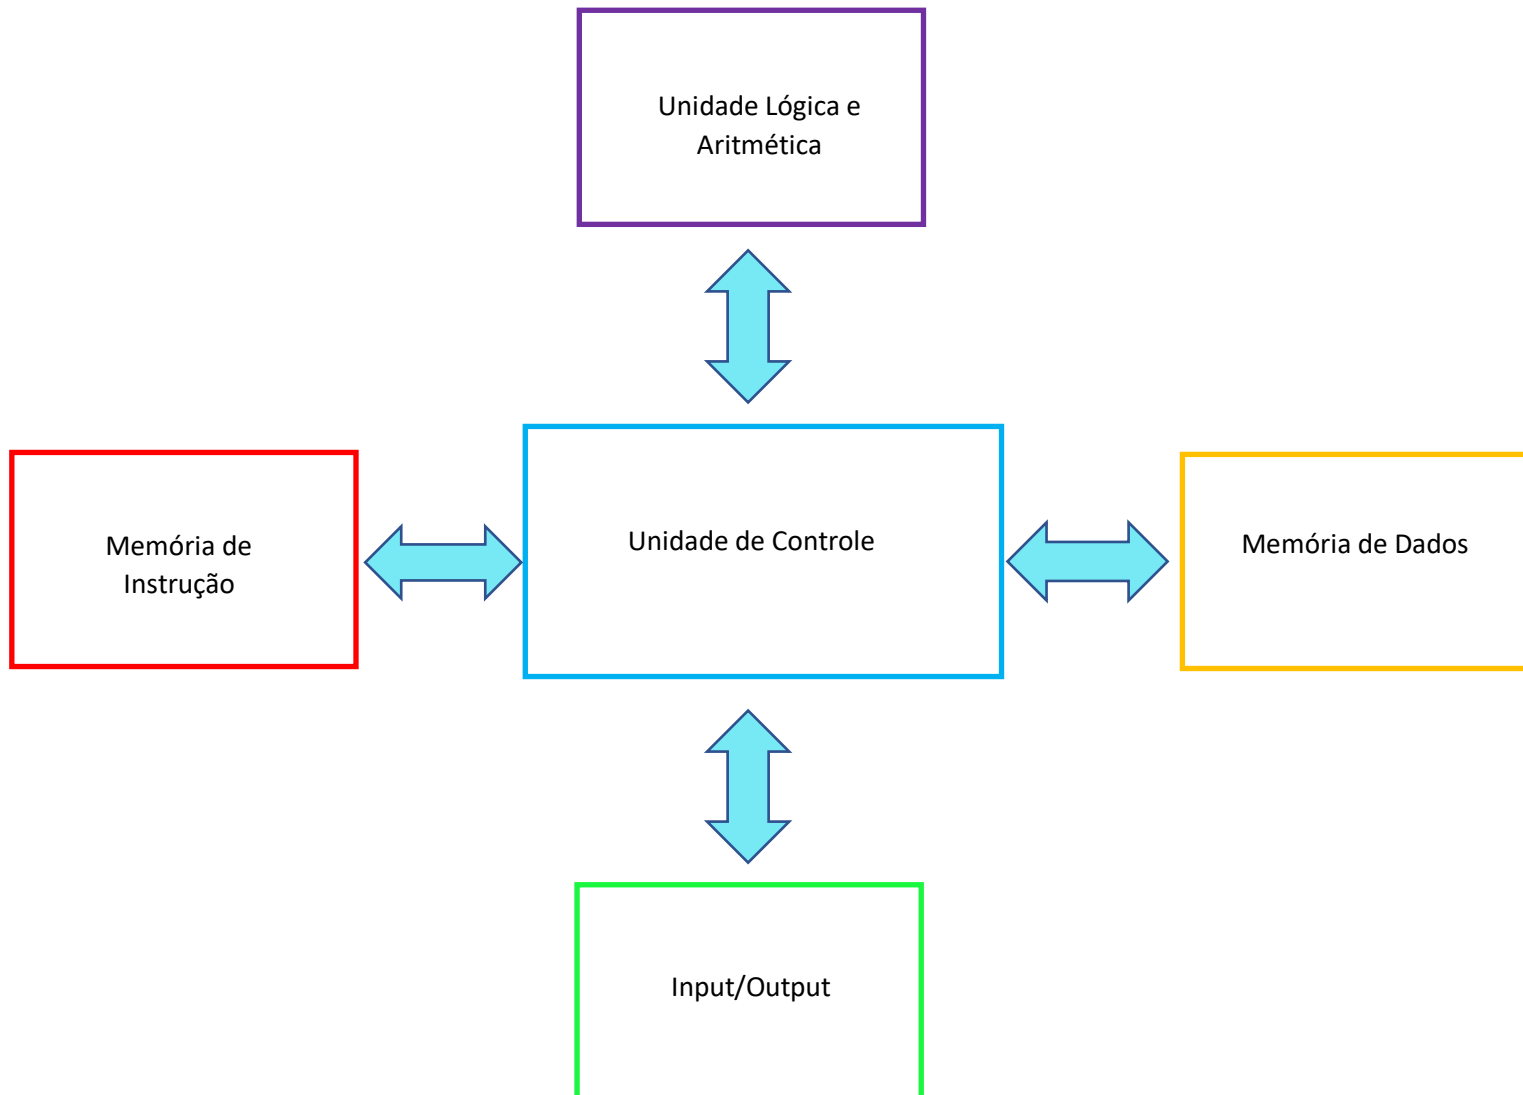 Unidade Lógica e
Aritmética
Memória de
Instrução
Unidade de Controle
Memória de Dados
Input/Output